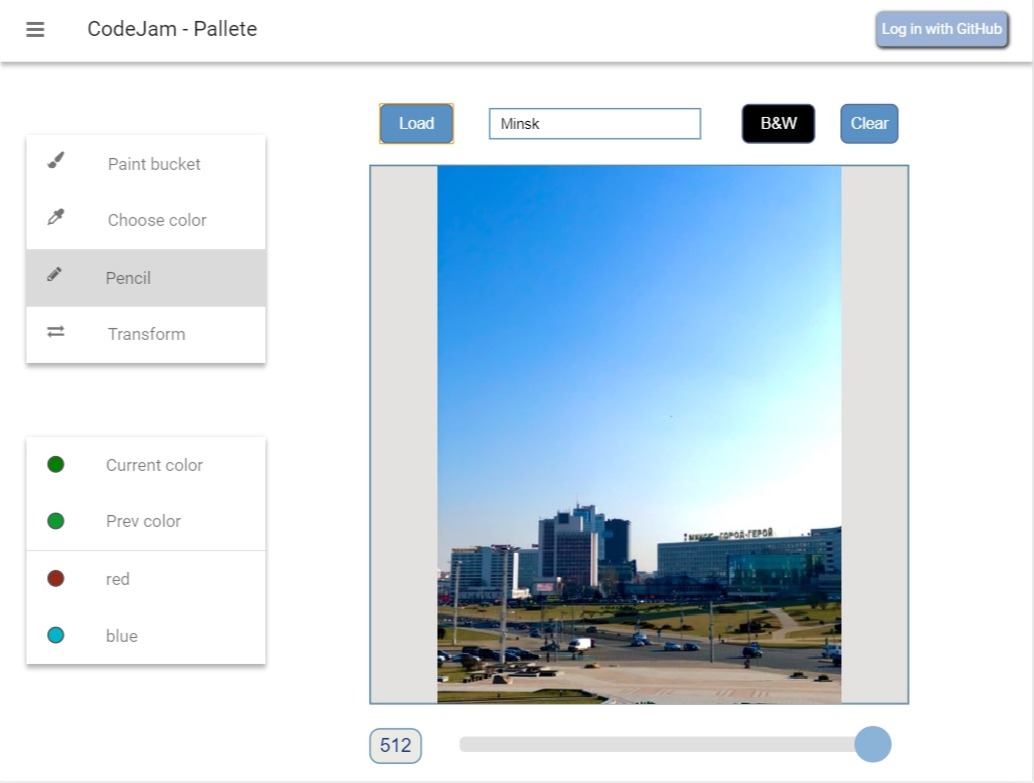 CodeJam - Pallete
Log in with GitHub
Load
Minsk
B&W
Clear
Paint bucket
Choose color
Pencil
Transform
Current color
Prev color
red
blue
МИНСК ГОРОД-ГЕРОЙ
512